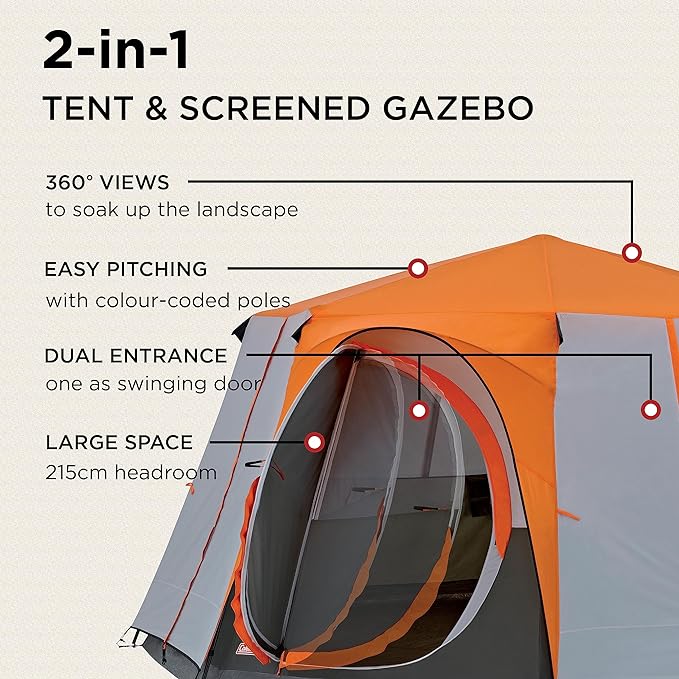 2-in-1
TENT & SCREENED GAZEBO
360° VIEWS
to soak up the landscape
EASY PITCHING
with colour-coded poles
DUAL ENTRANCE
one as swinging door
LARGE SPACE
215cm headroom
Coleman